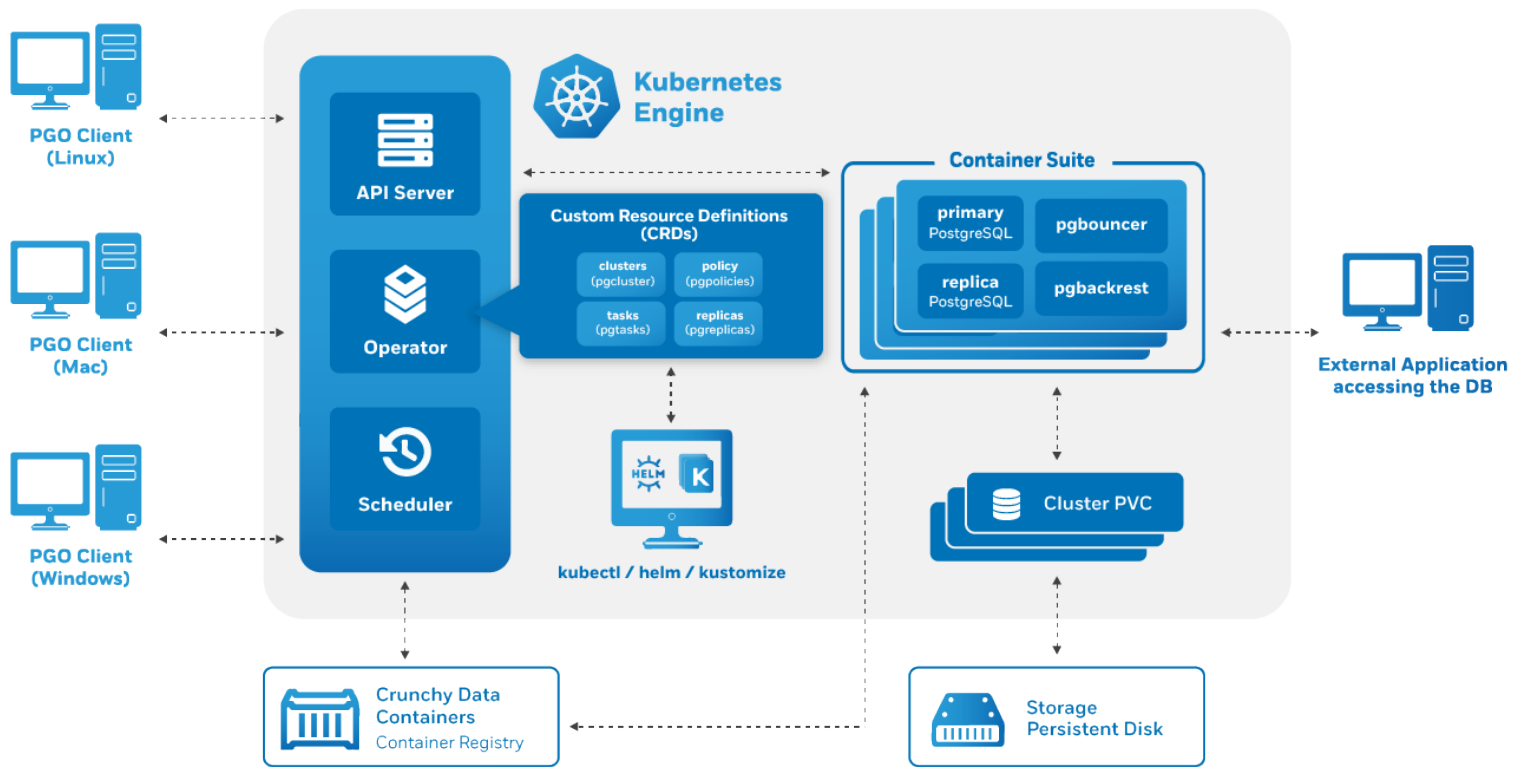 PGO Client
(Linux)
PGO Client
(Mac)
PGO Client
(Windows)
API Server
Operator
Scheduler
Kubernetes
Engine
Custom Resource Definitions
(CRDs)
clusters
(pgcluster)
policy
(pgpolicies)
tasks
(pgtasks)
replicas
(pgreplicas)
HELM
K
kubectl / helm / kustomize
Container Suite
primary
PostgreSQL
pgbouncer
replica
PostgreSQL
pgbackrest
Cluster PVC
External Application
accessing the DB
Crunchy Data
Containers
Container Registry
Storage
Persistent Disk